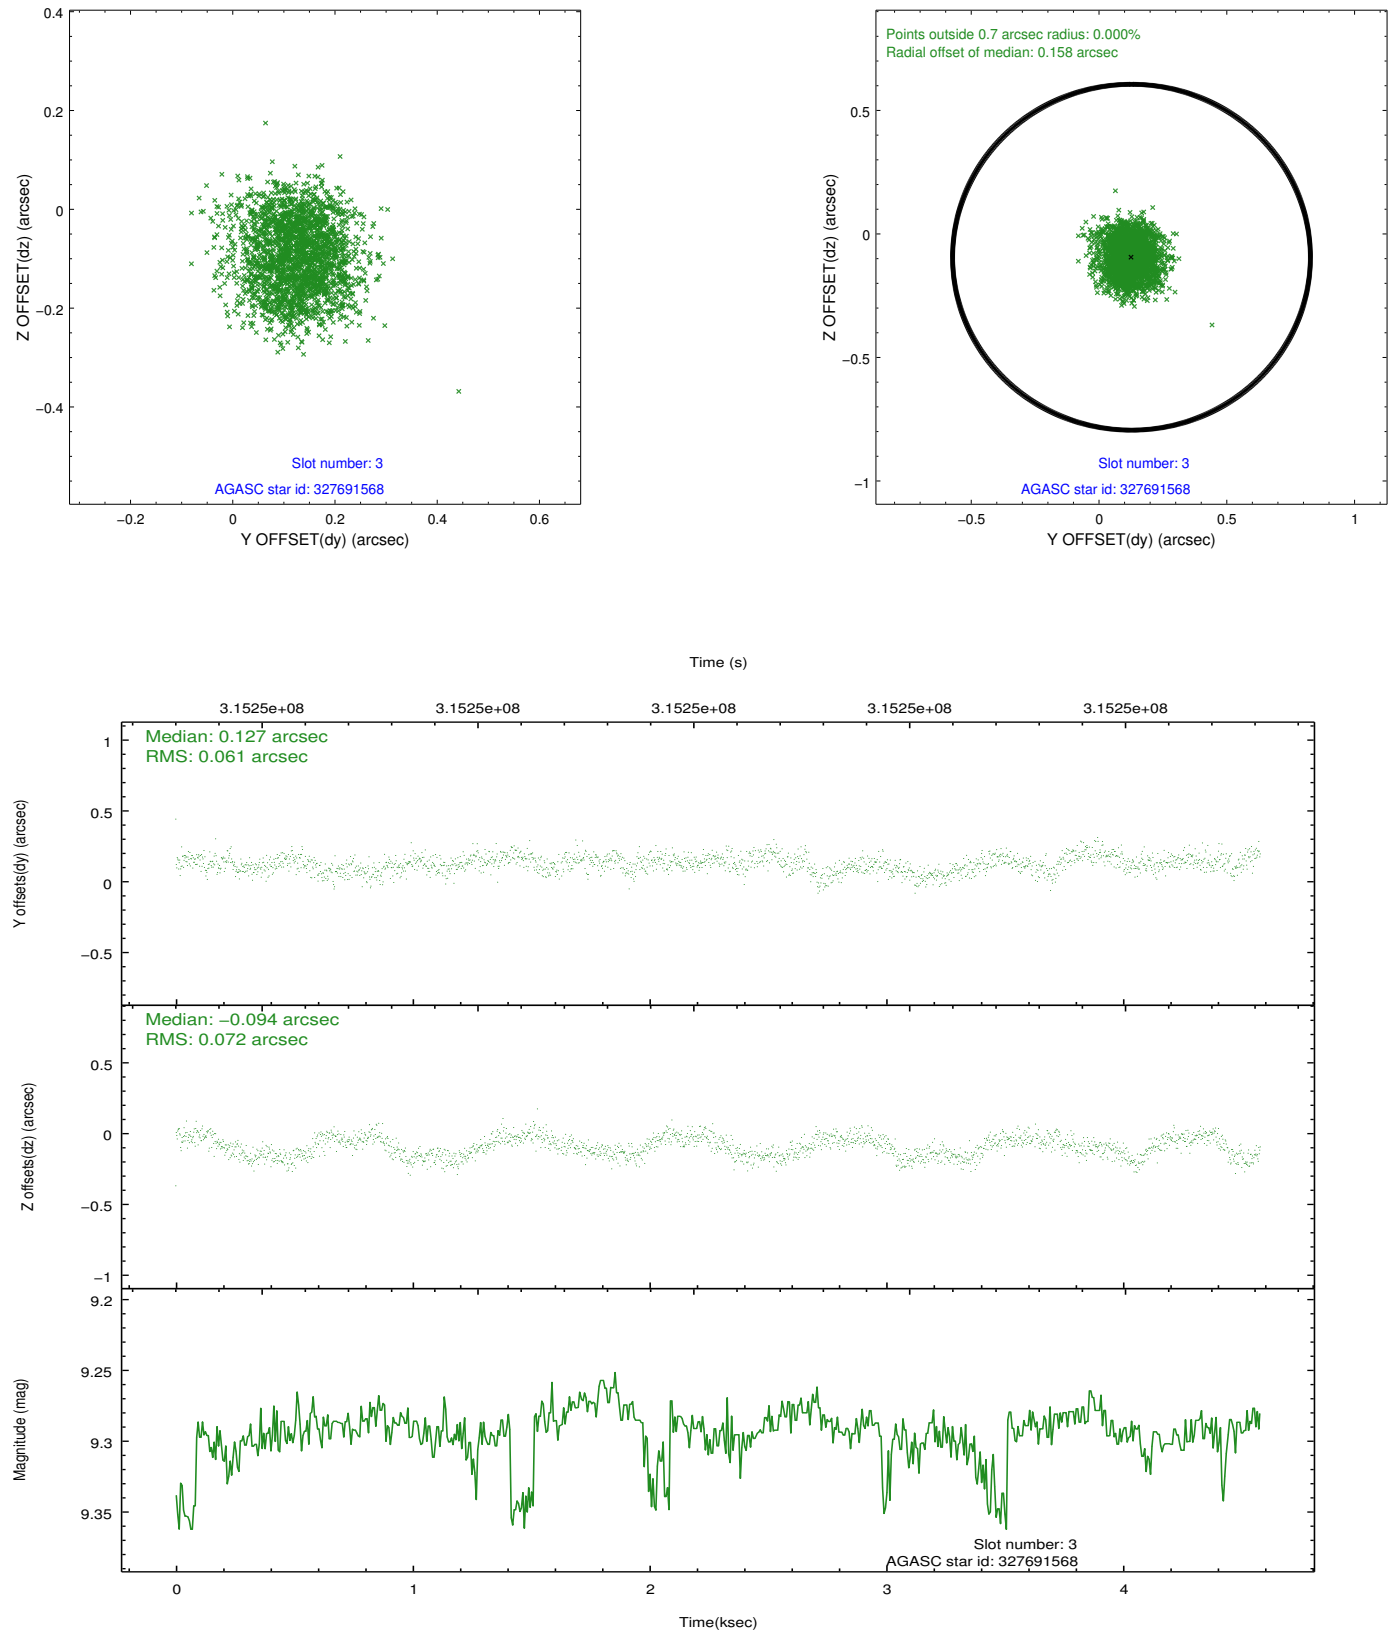 0.4
0.2
0
−0.2
−0.4
Z OFFSET(dz) (arcsec)
Slot number: 3
AGASC star id: 327691568
−0.2 0 0.2 0.4 0.6
Y OFFSET(dy) (arcsec)
Points outside 0.7 arcsec radius: 0.000%
Radial offset of median: 0.158 arcsec
0.5
0
−0.5
−1
Z OFFSET(dz) (arcsec)
Slot number: 3
AGASC star id: 327691568
−0.5 0 0.5 1
Y OFFSET(dy) (arcsec)
Time (s)
3.1525e+08 3.1525e+08 3.1525e+08 3.1525e+08 3.1525e+08
Median: 0.127 arcsec
RMS: 0.061 arcsec
1
0.5
0
−0.5
Y offsets(dy) (arcsec)
Median: −0.094 arcsec
RMS: 0.072 arcsec
0.5
0
−0.5
−1
Z offsets(dz) (arcsec)
9.2
9.25
9.3
9.35
Magnitude (mag)
Slot number: 3
AGASC star id: 327691568
0 1 2 3 4
Time(ksec)